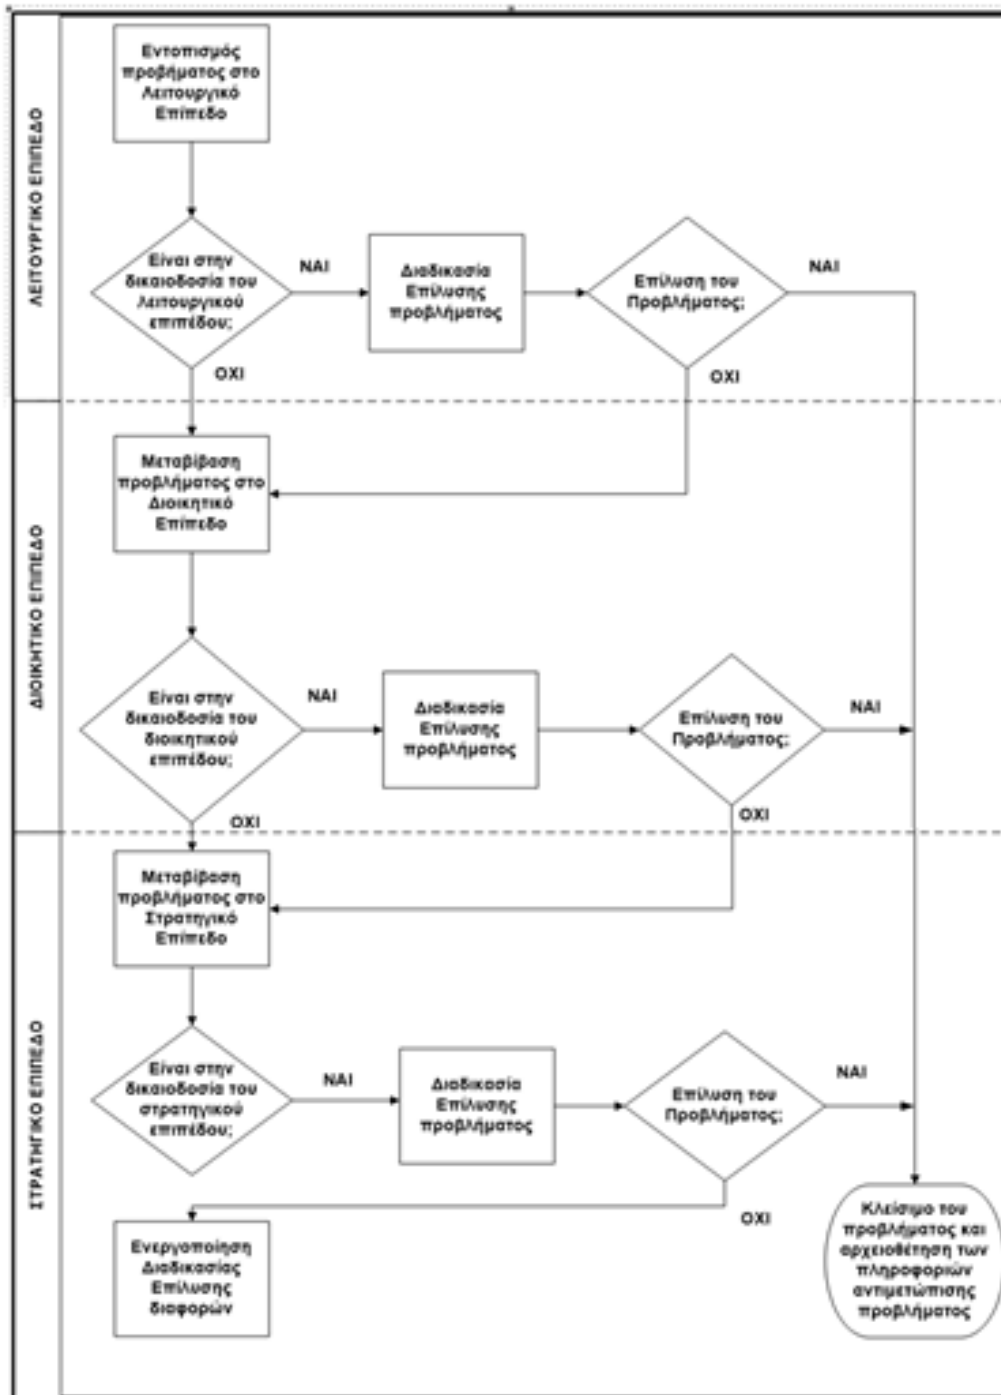 ΛΕΙΤΟΥΡΓΙΚΟ ΕΠΙΠΕΔΟ
Εντοπισμός
προβήματος στο
Λειτουργικό
Επίπεδο
Είναι στην
δικαιοδοσία του
λειτουργικού
επιπέδου;
ΝΑΙ
Διαδικασία
Επίλυσης
προβλήματος
Επίλυση του
Προβλήματος;
ΝΑΙ
ΟΧΙ
ΟΧΙ
ΔΙΟΙΚΗΤΙΚΟ ΕΠΙΠΕΔΟ
Μεταβίβαση
προβλήματος στο
Διοικητικό
Επίπεδο
Είναι στην
δικαιοδοσία του
διοικητικού
επιπέδου;
ΝΑΙ
Διαδικασία
Επίλυσης
προβλήματος
Επίλυση του
Προβλήματος;
ΝΑΙ
ΟΧΙ
ΟΧΙ
ΣΤΡΑΤΗΓΙΚΟ ΕΠΙΠΕΔΟ
Μεταβίβαση
προβλήματος στο
Στρατηγικό
Επίπεδο
Είναι στην
δικαιοδοσία του
στρατηγικού
επιπέδου;
ΝΑΙ
Διαδικασία
Επίλυσης
προβλήματος
Επίλυση του
Προβλήματος;
ΝΑΙ
ΟΧΙ
Ενεργοποίηση
Διαδικασίας
Επίλυσης
διαφορών
Κλείσιμο του
προβλήματος και
αρχειοθέτηση των
πληροφοριών
αντιμετώπισης
προβλήματος